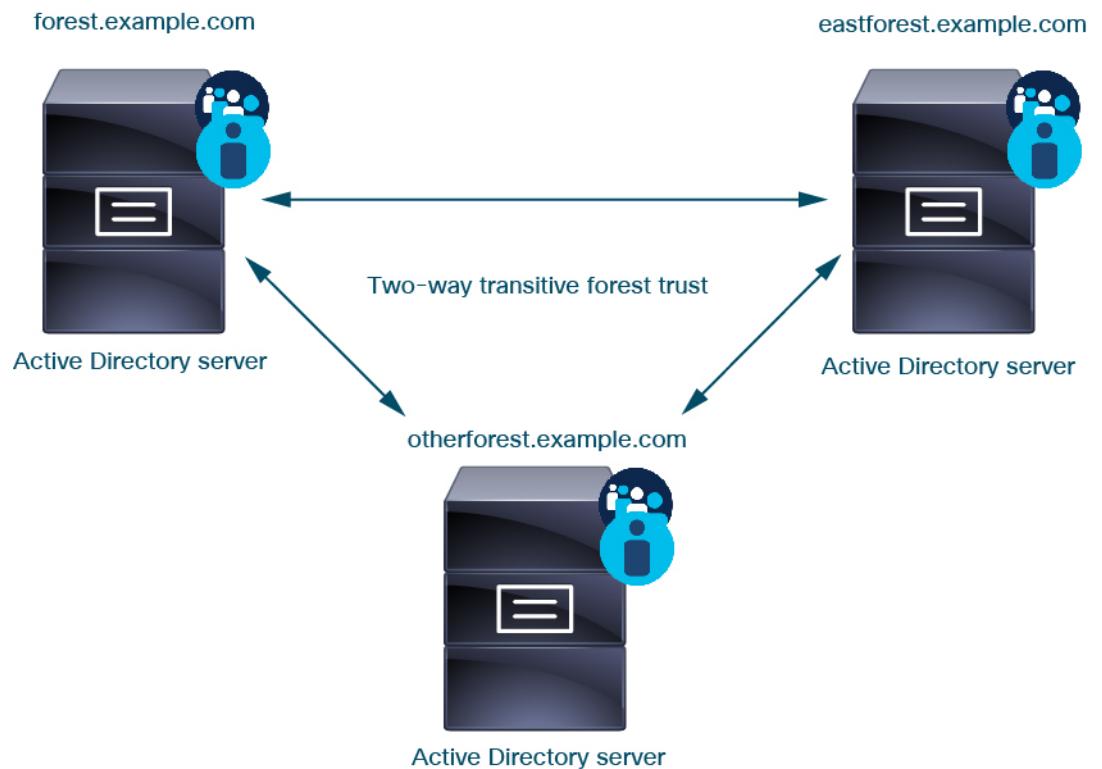 forest.example.com
eastforest.example.com
Two-way transitive forest trust
Active Directory server
Active Directory server
otherforest.example.com
Active Directory server